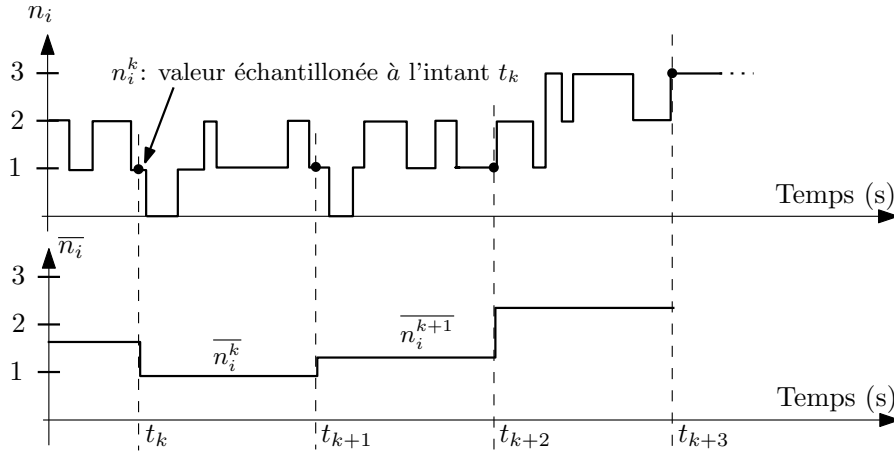 n_i
3
n_i^k: valeur échantillonée à l'intant t_k
2
1
Temps (s)
\overline{n_i}
3
2
\overline{n_i^k}
\overline{n_i^{k+1}}
1
Temps (s)
t_k
t_{k+1}
t_{k+2}
t_{k+3}